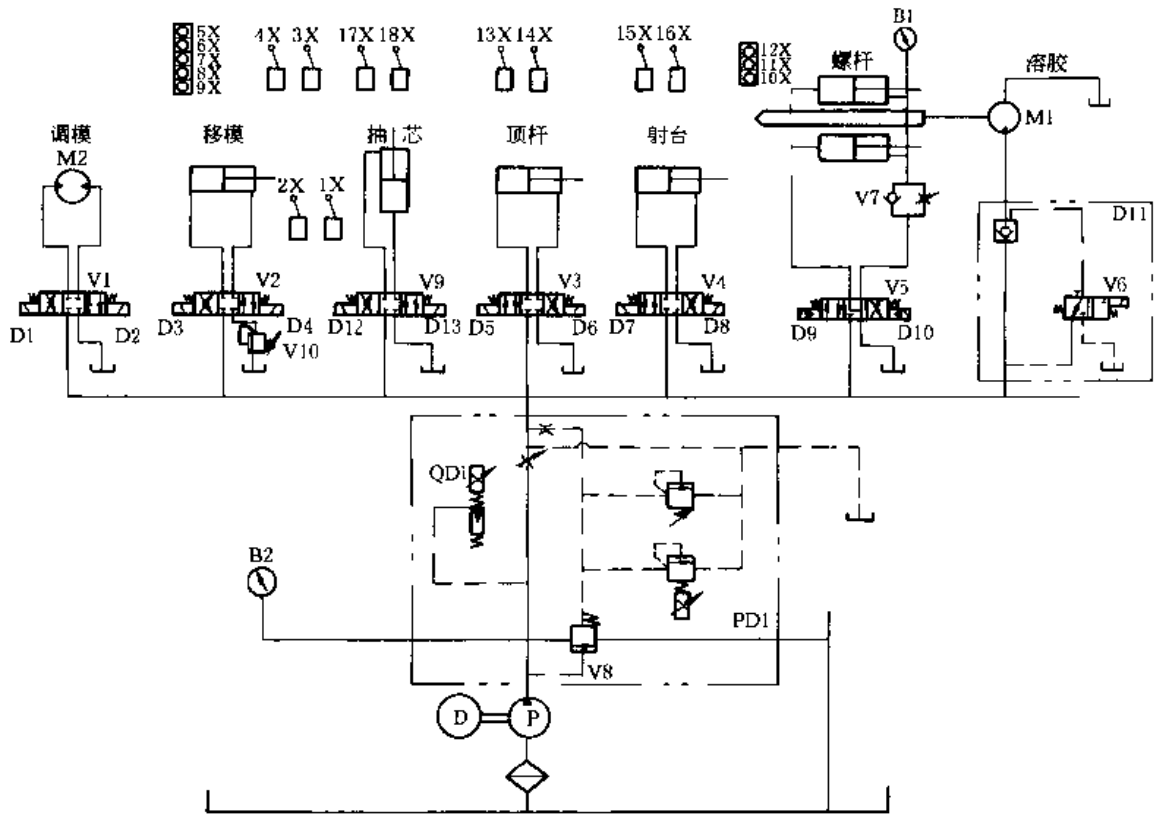 B1
5X
6X
7X
8X
9X
4X 3X 17X 18X 13X 14X 15X 16X
12X
11X
10X
螺杆
溶胶
M1
调模 移模 抽芯 顶杆 射台
M2
2X 1X
V7
D11
V1 V2 V9 V3 V4 V5 V6
D1 D2 D3 D4 D12 D13 D5 D6 D7 D8 D9 D10
V10
QD1
B2
PD1
V8
D P